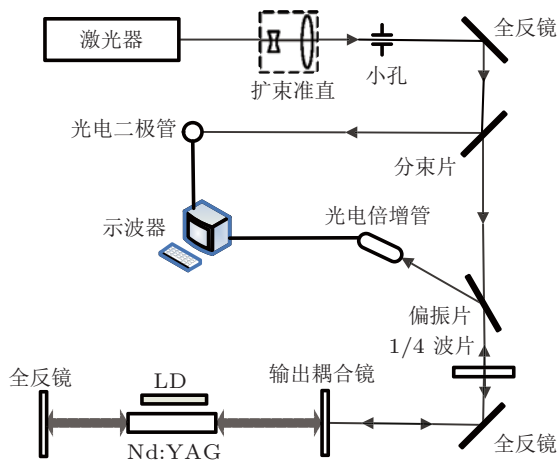 激光器
全反镜
扩束准直
小孔
光电二极管
分束片
光电倍增管
示波器
偏振片
1/4 波片
全反镜
LD
输出耦合镜
Nd:YAG
全反镜